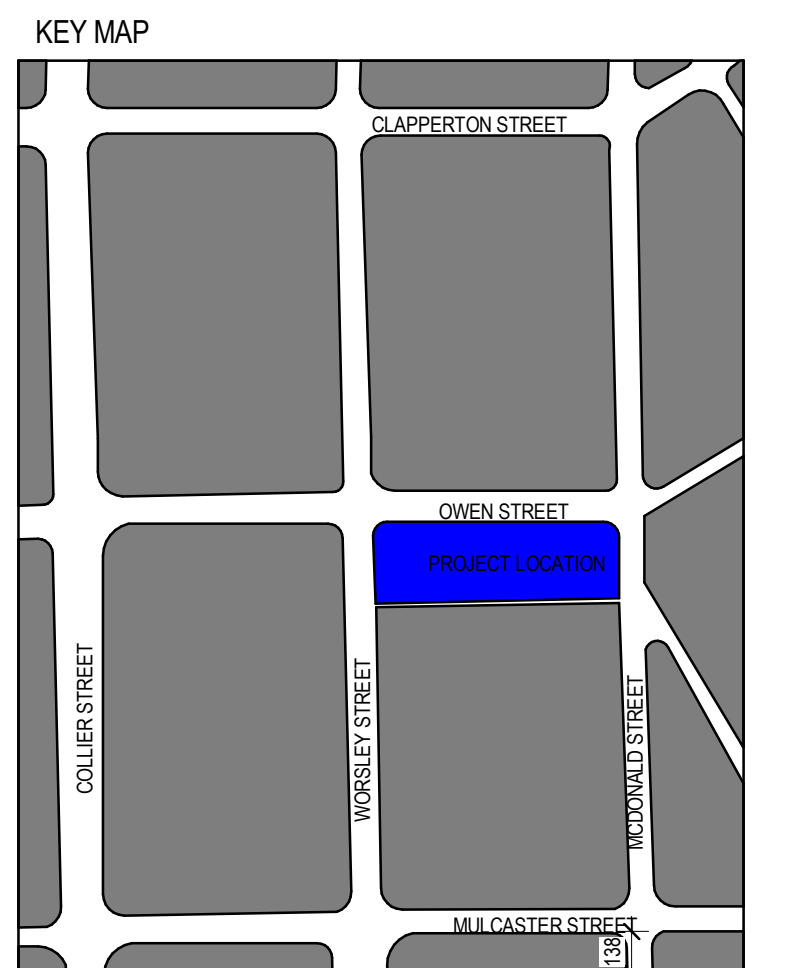 KEY MAP
CLAPPERTON STREET
OWEN STREET
PROJECT LOCATION
COLLIER STREET
WORSLEY STREET
MCDONALD STREET
MULCASTER STREET
138